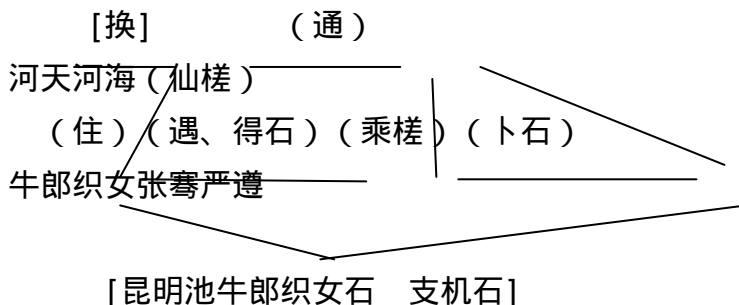 [换] （通）
河天河海（仙槎）
（住）（遇、得石）（乘槎）（卜石）
牛郎织女张骞严遵
[昆明池牛郎织女石 支机石]